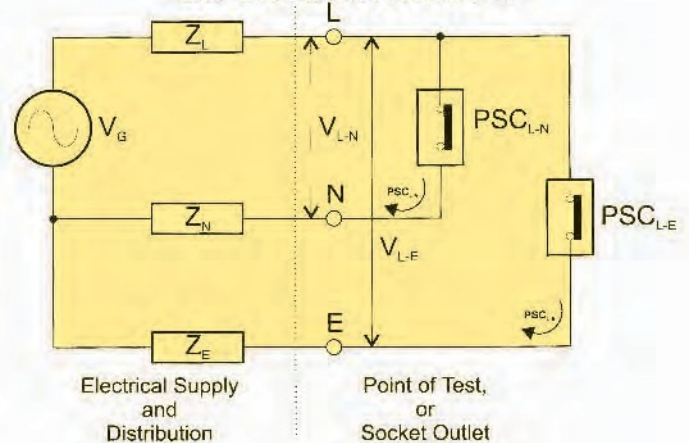 L
Z_L
V_G
V_L-N
PSC_L-N
PSC
N
Z_N
PSC_L-E
V_L-E
PSC
E
Z_E
Electrical Supply
and
Distribution
Point of Test,
or
Socket Outlet